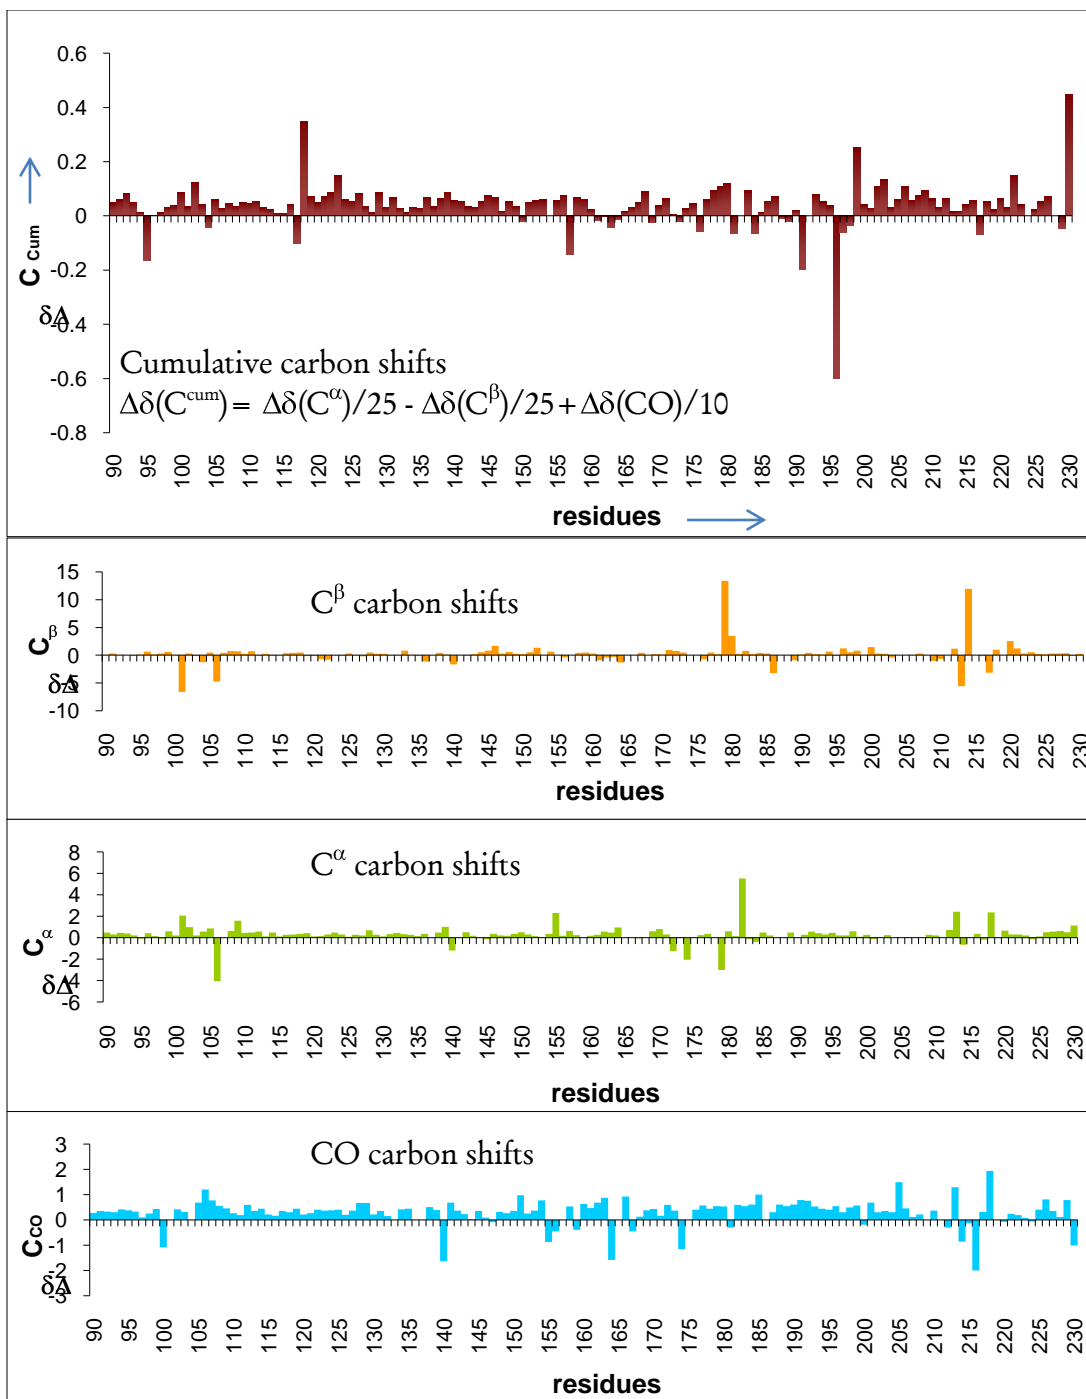 0.6
0.4
0.2
0
-0.2
-0.4
-0.6
-0.8
δΔ C cum
Cumulative carbon shifts
Δδ(C^cum) = Δδ(C^α)/25 - Δδ(C^β)/25 + Δδ(CO)/10
90 95 100 105 110 115 120 125 130 135 140 145 150 155 160 165 170 175 180 185 190 195 200 205 210 215 220 225 230
residues
C^β carbon shifts
15
10
5
0
-5
-10
δΔ C β
90 95 100 105 110 115 120 125 130 135 140 145 150 155 160 165 170 175 180 185 190 195 200 205 210 215 220 225 230
residues
C^α carbon shifts
8
6
4
2
0
-2
-4
-6
δΔ C α
90 95 100 105 110 115 120 125 130 135 140 145 150 155 160 165 170 175 180 185 190 195 200 205 210 215 220 225 230
residues
CO carbon shifts
3
2
1
0
-1
-2
-3
δΔ C co
90 95 100 105 110 115 120 125 130 135 140 145 150 155 160 165 170 175 180 185 190 195 200 205 210 215 220 225 230
residues